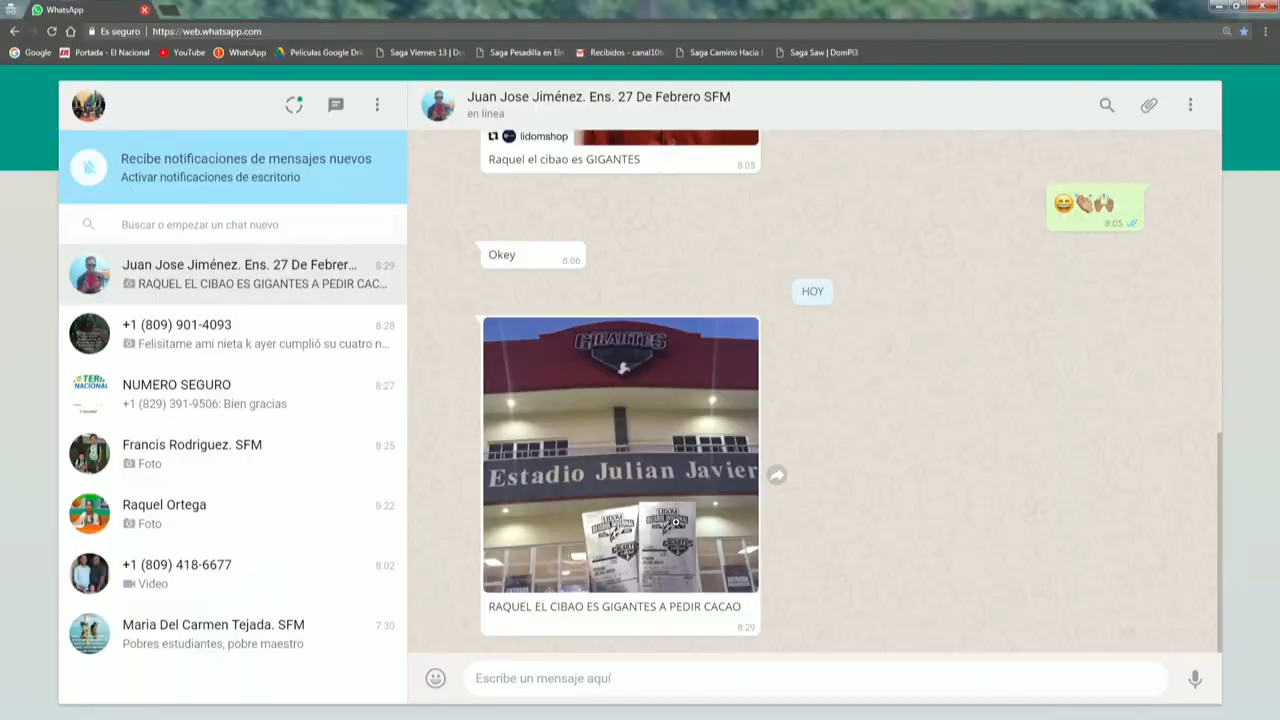 WhatsApp
Es seguro
https://web.whatsapp.com
Google
Portada - El Nacional
YouTube
WhatsApp
Películas Google Dri
Saga Viernes 13 | De
Saga Pesadilla en El
Recibidos - canal10
Saga Camino Hacia
Saga Saw | DomPl3
Juan Jose Jiménez. Ens. 27 De Febrero SFM
en línea
Recibe notificaciones de mensajes nuevos
Activar notificaciones de escritorio
Buscar o empezar un chat nuevo
Juan Jose Jiménez. Ens. 27 De Febrer...
8:29
RAQUEL EL CIBAO ES GIGANTES A PEDIR CAC...
+1 (809) 901-4093
8:28
Felisitame ami nieta k ayer cumplió su cuatro n...
NUMERO SEGURO
8:27
+1 (829) 391-9506: Bien gracias
Francis Rodriguez. SFM
8:25
Foto
Raquel Ortega
8:22
Foto
+1 (809) 418-6677
8:02
Video
Maria Del Carmen Tejada. SFM
7:30
Pobres estudiantes, pobre maestro
lidomshop
Raquel el cibao es GIGANTES
8:05
8:05
Okey
8:06
HOY
GIGANTES
Estadio Julian Javier
LIDOM
RAQUEL EL CIBAO ES GIGANTES A PEDIR CACAO
8:29
Escribe un mensaje aquí